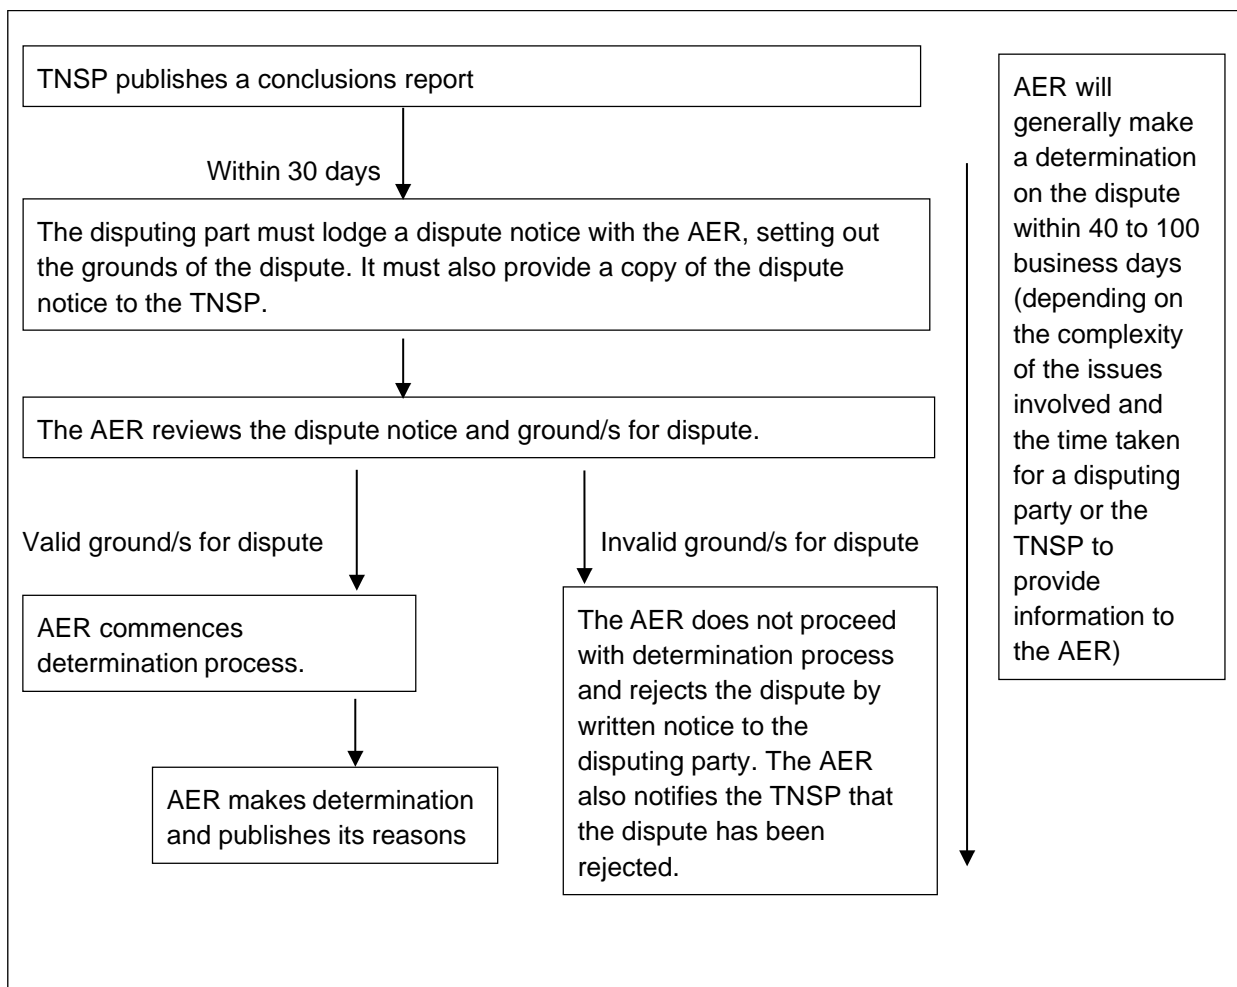 TNSP publishes a conclusions report
Within 30 days
The disputing part must lodge a dispute notice with the AER, setting out
the grounds of the dispute. It must also provide a copy of the dispute
notice to the TNSP.
The AER reviews the dispute notice and ground/s for dispute.
Valid ground/s for dispute
Invalid ground/s for dispute
AER commences
determination process.
AER makes determination
and publishes its reasons
The AER does not proceed
with determination process
and rejects the dispute by
written notice to the
disputing party. The AER
also notifies the TNSP that
the dispute has been
rejected.
AER will
generally make
a determination
on the dispute
within 40 to 100
business days
(depending on
the complexity
of the issues
involved and
the time taken
for a disputing
party or the
TNSP to
provide
information to
the AER)